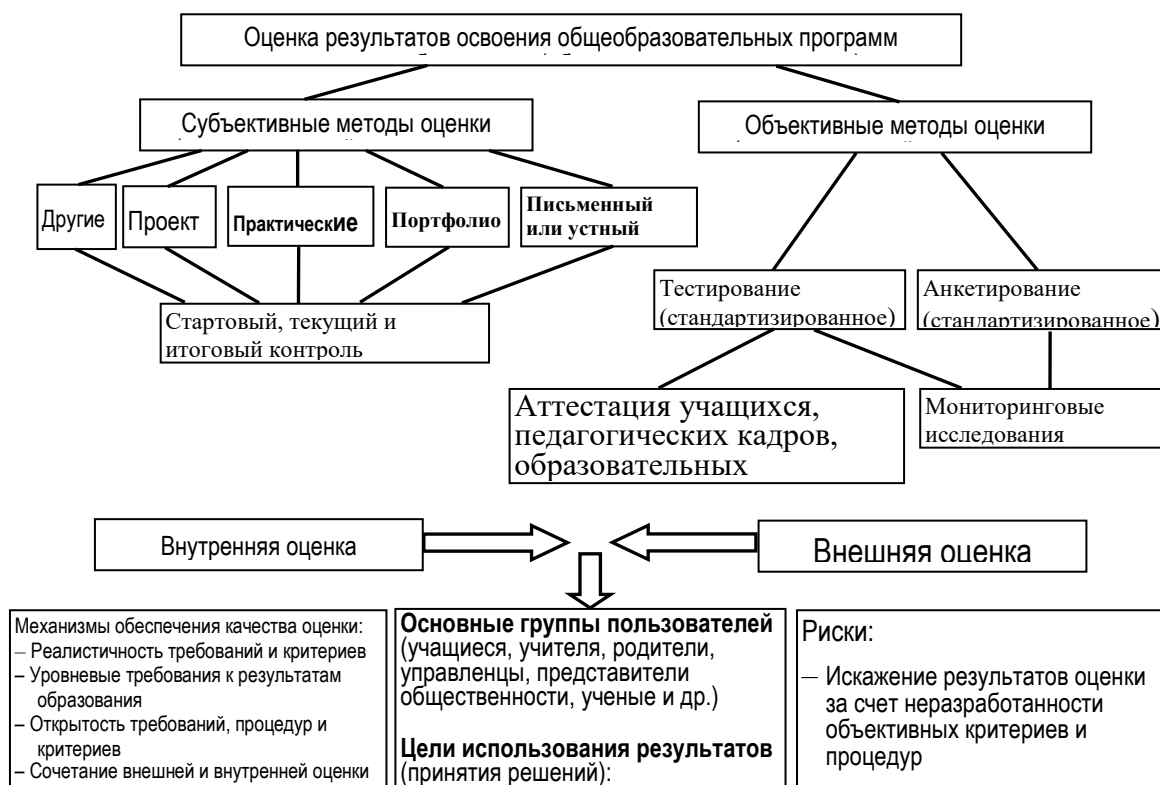 Оценка результатов освоения общеобразовательных программ
Субъективные методы оценки
Объективные методы оценки
Другие
Проект
Практические
Портфолио
Письменный
или устный
Стартовый, текущий и
итоговый контроль
Тестирование
(стандартизированное)
Анкетирование
(стандартизированное)
Аттестация учащихся,
педагогических кадров,
образовательных
Мониторинговые
исследования
Внутренняя оценка
Внешняя оценка
Механизмы обеспечения качества оценки:
– Реалистичность требований и критериев
– Уровневые требования к результатам
образования
– Открытость требований, процедур и
критериев
– Сочетание внешней и внутренней оценки
Основные группы пользователей
(учащиеся, учителя, родители,
управленцы, представители
общественности, ученые и др.)
Цели использования результатов
(принятия решений):
Риски:
– Искажение результатов оценки
за счет неразработанности
объективных критериев и
процедур